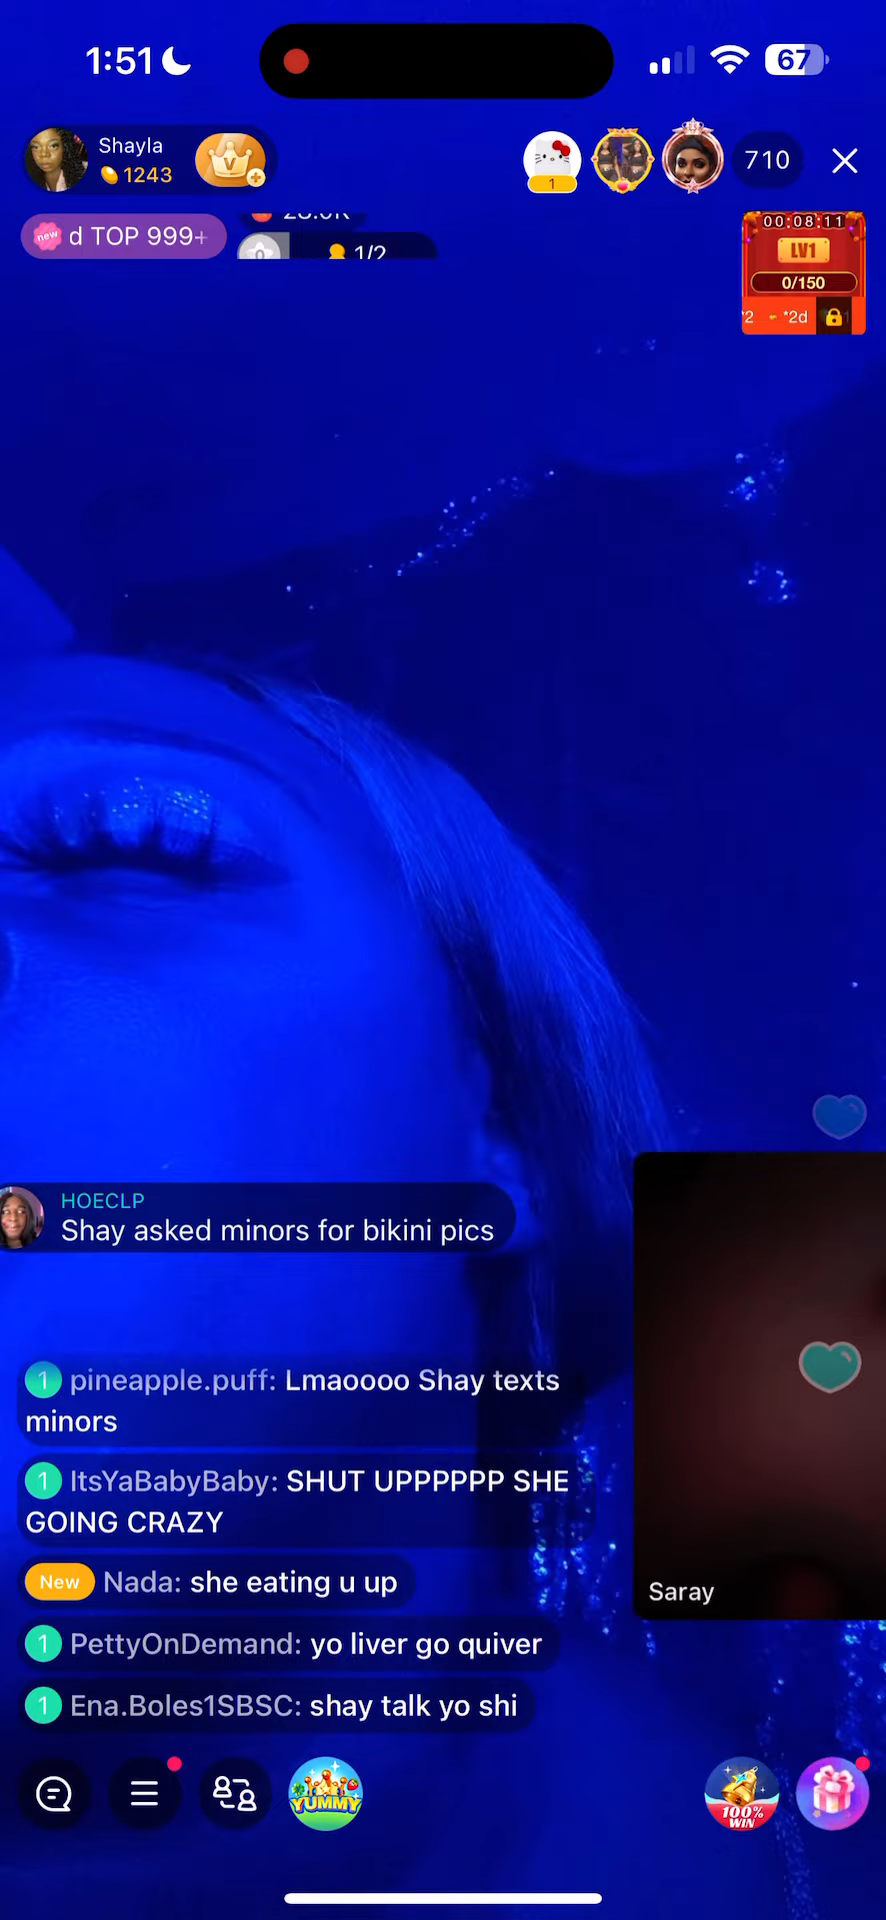 1:51
67
Shayla
1243
V
1
710
new d TOP 999+
1/2
00:08:11
LV1
0/150
*2d
HOECLP
Shay asked minors for bikini pics
1 pineapple.puff: Lmaoooo Shay texts
minors
1 ItsYaBabyBaby: SHUT UPPPPPP SHE
GOING CRAZY
New Nada: she eating u up
1 PettyOnDemand: yo liver go quiver
1 Ena.Boles1SBSC: shay talk yo shi
Saray
YUMMY
100%
WIN